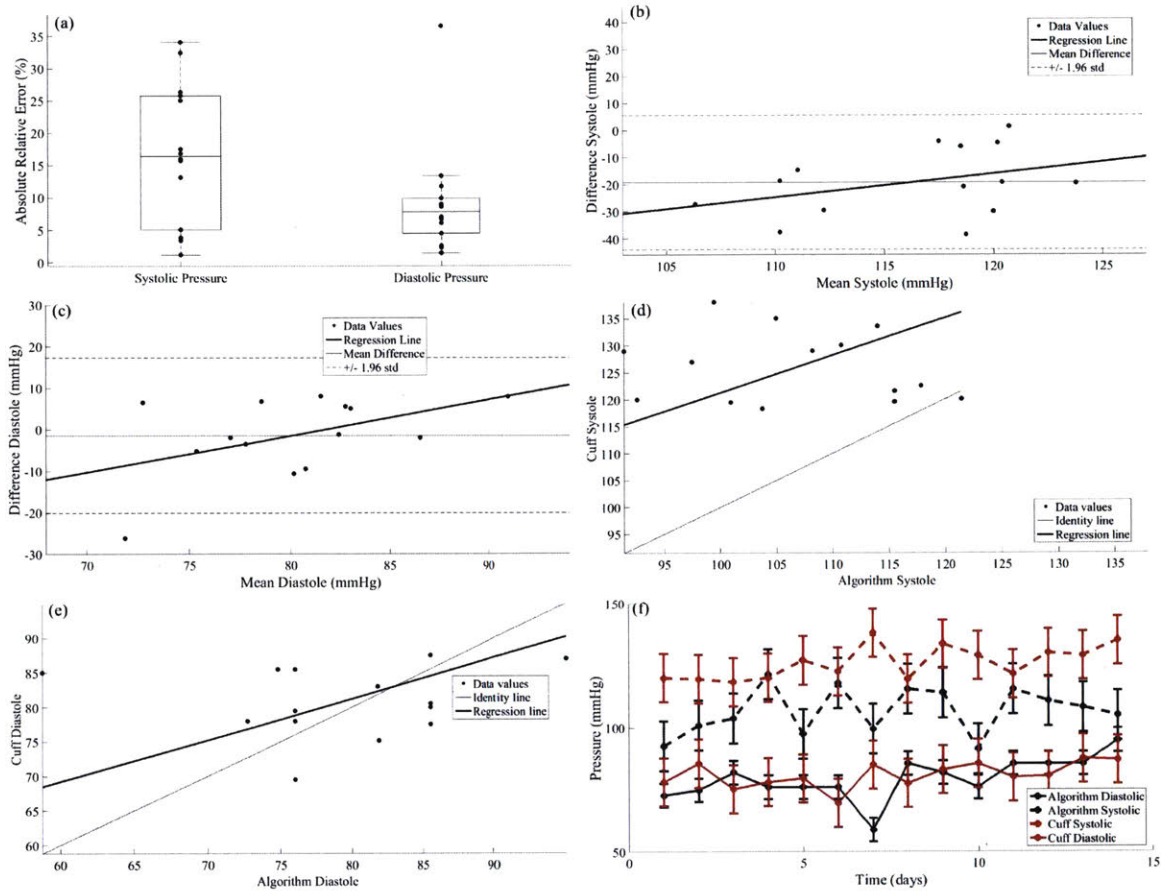 (a)
Absolute Relative Error (%)
35
30
25
20
15
10
5
0
Systolic Pressure
Diastolic Pressure
(b)
Difference Systole (mmHg)
40
30
20
10
0
-10
-20
-30
-40
Data Values
Regression Line
Mean Difference
+/- 1.96 std
110
115
120
125
Mean Systole (mmHg)
(c)
Difference Diastole (mmHg)
30
20
10
0
-10
-20
-30
Data Values
Regression Line
Mean Difference
+/- 1.96 std
70
75
80
85
90
Mean Diastole (mmHg)
(d)
Cuff Systole
135
130
125
120
115
110
105
100
95
Data values
Identity line
Regression line
95
100
105
110
115
120
125
130
135
Algorithm Systole
(e)
Cuff Diastole
90
85
80
75
70
65
60
Data values
Identity line
Regression line
60
65
70
75
80
85
90
Algorithm Diastole
(f)
Pressure (mmHg)
150
100
50
Algorithm Diastolic
Algorithm Systolic
Cuff Systolic
Cuff Diastolic
0
5
10
15
Time (days)